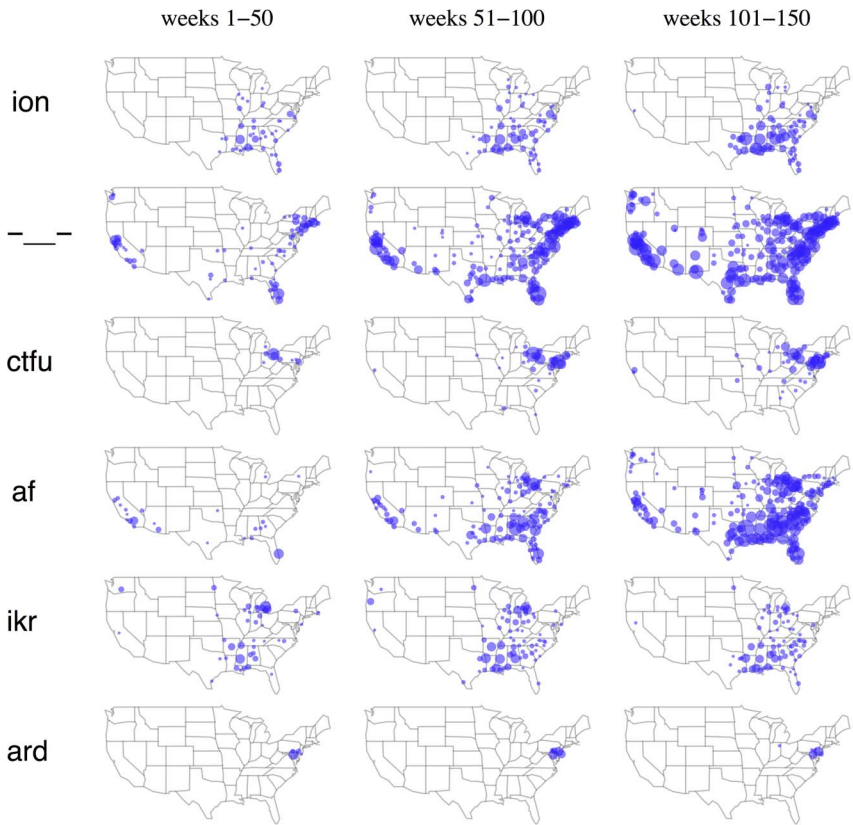 weeks 1–50 weeks 51–100 weeks 101–150
ion
-__-
ctfu
af
ikr
ard